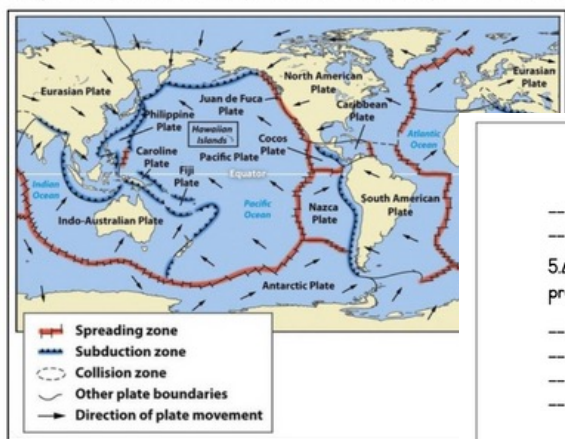 North American
Plate
Eurasian
Plate
Eurasian Plate
Juan de Fuca
Plate
Caribbean
Plate
Philippine
Plate
Hawaiian
Islands
Cocos
Plate
Atlantic
Ocean
Caroline
Plate
Pacific Plate
Fiji
Plate
Equator
Indian
Ocean
Indo-Australian Plate
Pacific
Ocean
Nazca
Plate
South American
Plate
Antarctic Plate
Spreading zone
Subduction zone
Collision zone
Other plate boundaries
Direction of plate movement
pr